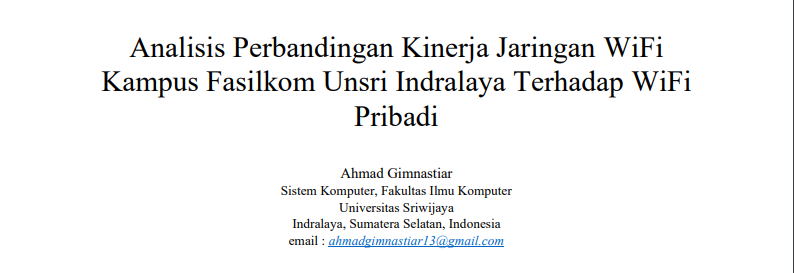 Analisis Perbandingan Kinerja Jaringan WiFi
Kampus Fasilkom Unsri Indralaya Terhadap WiFi
Pribadi
Ahmad Gimnastiar
Sistem Komputer, Fakultas Ilmu Komputer
Universitas Sriwijaya
Indralaya, Sumatera Selatan, Indonesia
email : ahmadgimnastiar13@gmail.com